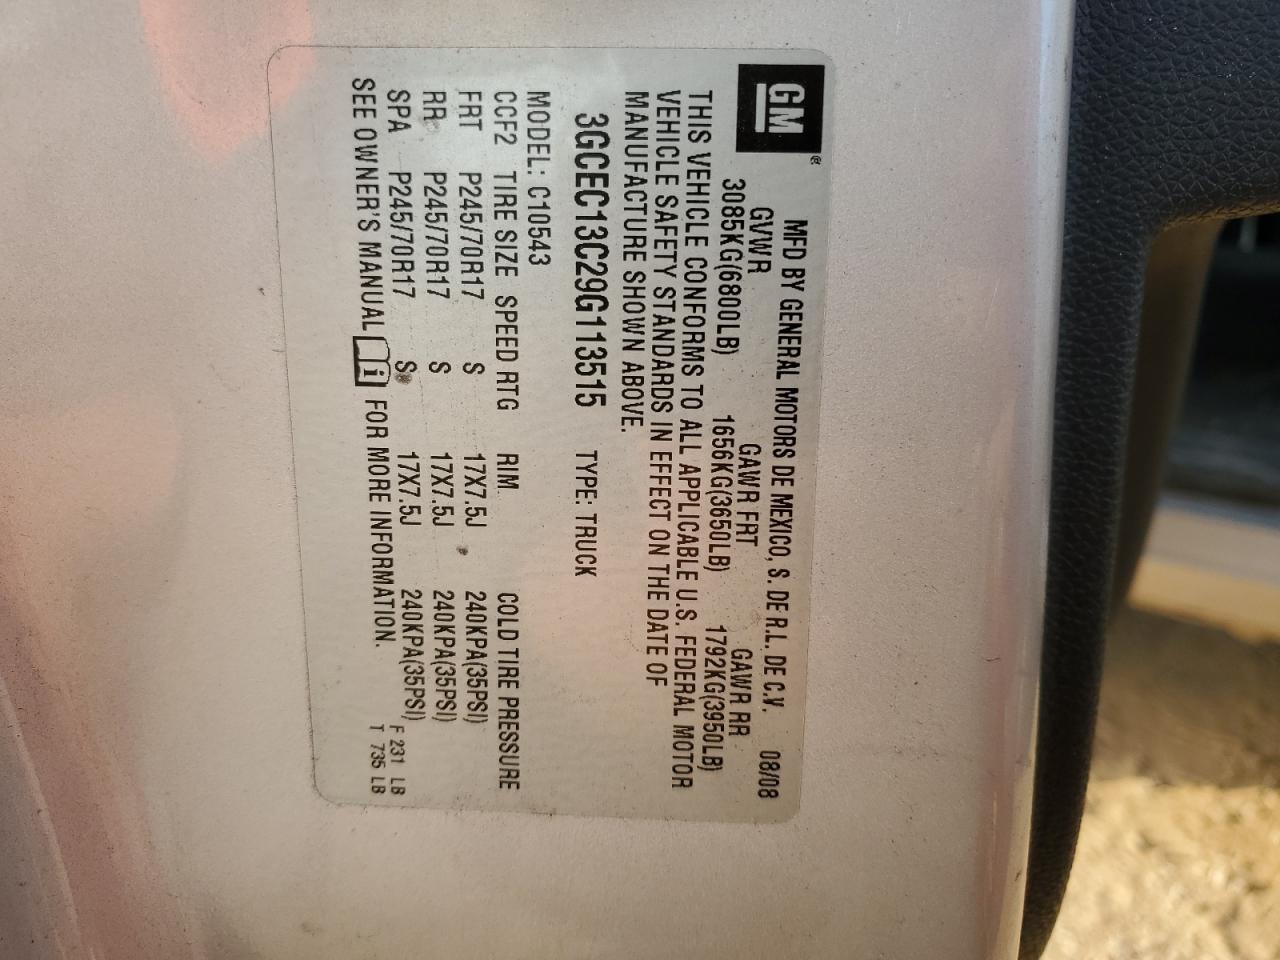 GM®
MFD BY GENERAL MOTORS DE MEXICO, S. DE R.L. DE C.V. 08/08
GVWR GAWR FRT GAWR RR
3085KG(6800LB) 1656KG(3650LB) 1792KG(3950LB)
THIS VEHICLE CONFORMS TO ALL APPLICABLE U.S. FEDERAL MOTOR
VEHICLE SAFETY STANDARDS IN EFFECT ON THE DATE OF
MANUFACTURE SHOWN ABOVE.
3GCEC13C29G113515 TYPE: TRUCK
MODEL: C10543
CCF2 TIRE SIZE SPEED RTG RIM COLD TIRE PRESSURE
FRT P245/70R17 S 17X7.5J 240KPA(35PSI)
RR P245/70R17 S 17X7.5J 240KPA(35PSI)
SPA P245/70R17 S 17X7.5J 240KPA(35PSI)
SEE OWNER'S MANUAL i FOR MORE INFORMATION.
F 231 LB
T 735 LB